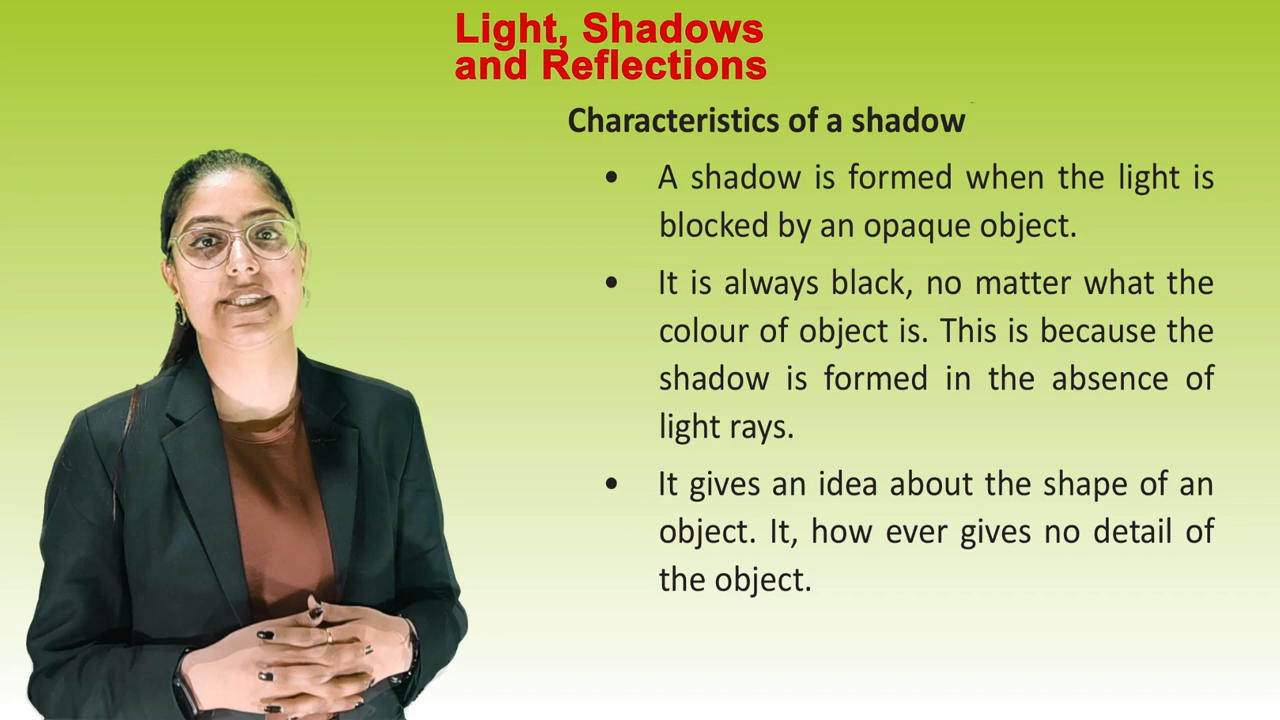 Light, Shadows
and Reflections
Characteristics of a shadow
• A shadow is formed when the light is
blocked by an opaque object.
• It is always black, no matter what the
colour of object is. This is because the
shadow is formed in the absence of
light rays.
• It gives an idea about the shape of an
object. It, how ever gives no detail of
the object.